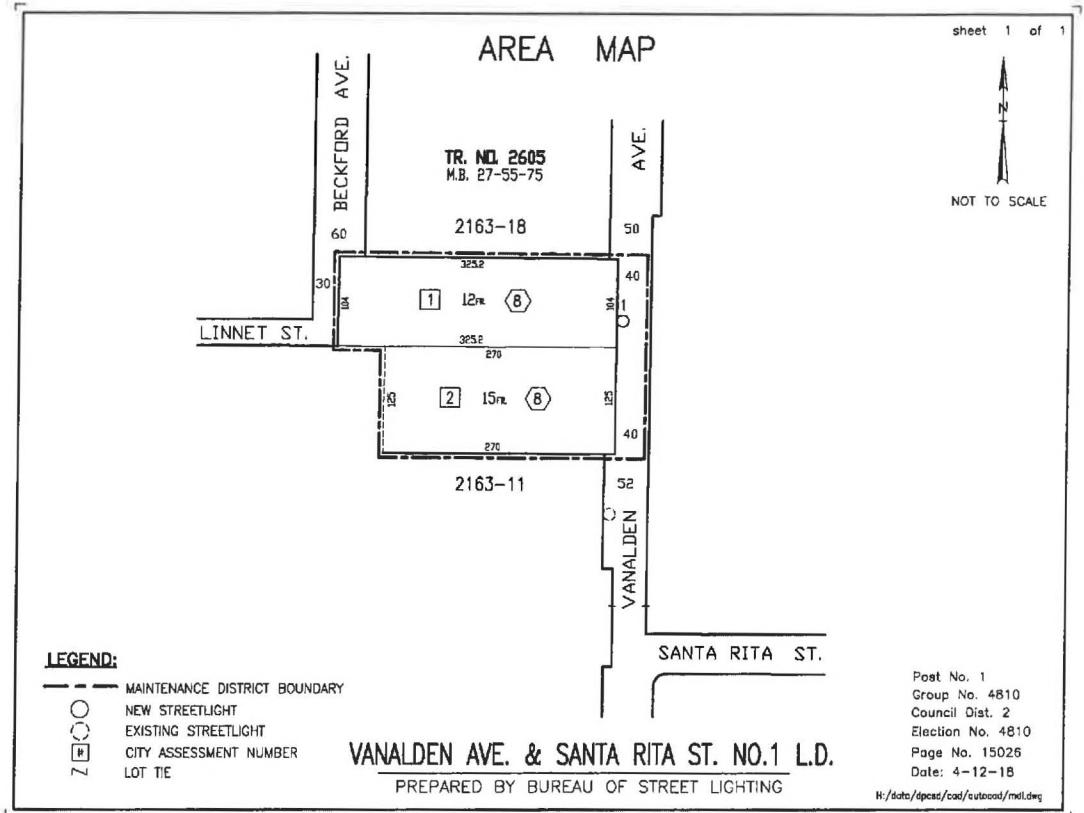 sheet 1 of 1
AREA MAP
N
NOT TO SCALE
BECKFORD AVE.
TR. NO. 2605
M.B. 27-55-75
AVE.
2163-18
60
50
325.2
40
30
104
1
12FR.
8
104
1
LINNET ST.
325.2
270
125
2
15FR.
8
125
40
270
2163-11
52
VANALDEN
SANTA RITA ST.
LEGEND:
MAINTENANCE DISTRICT BOUNDARY
NEW STREETLIGHT
EXISTING STREETLIGHT
# CITY ASSESSMENT NUMBER
LOT TIE
VANALDEN AVE. & SANTA RITA ST. NO.1 L.D.
PREPARED BY BUREAU OF STREET LIGHTING
Post No. 1
Group No. 4810
Council Dist. 2
Election No. 4810
Page No. 15026
Date: 4-12-18
H:/data/dpcsd/cad/autocad/mdl.dwg